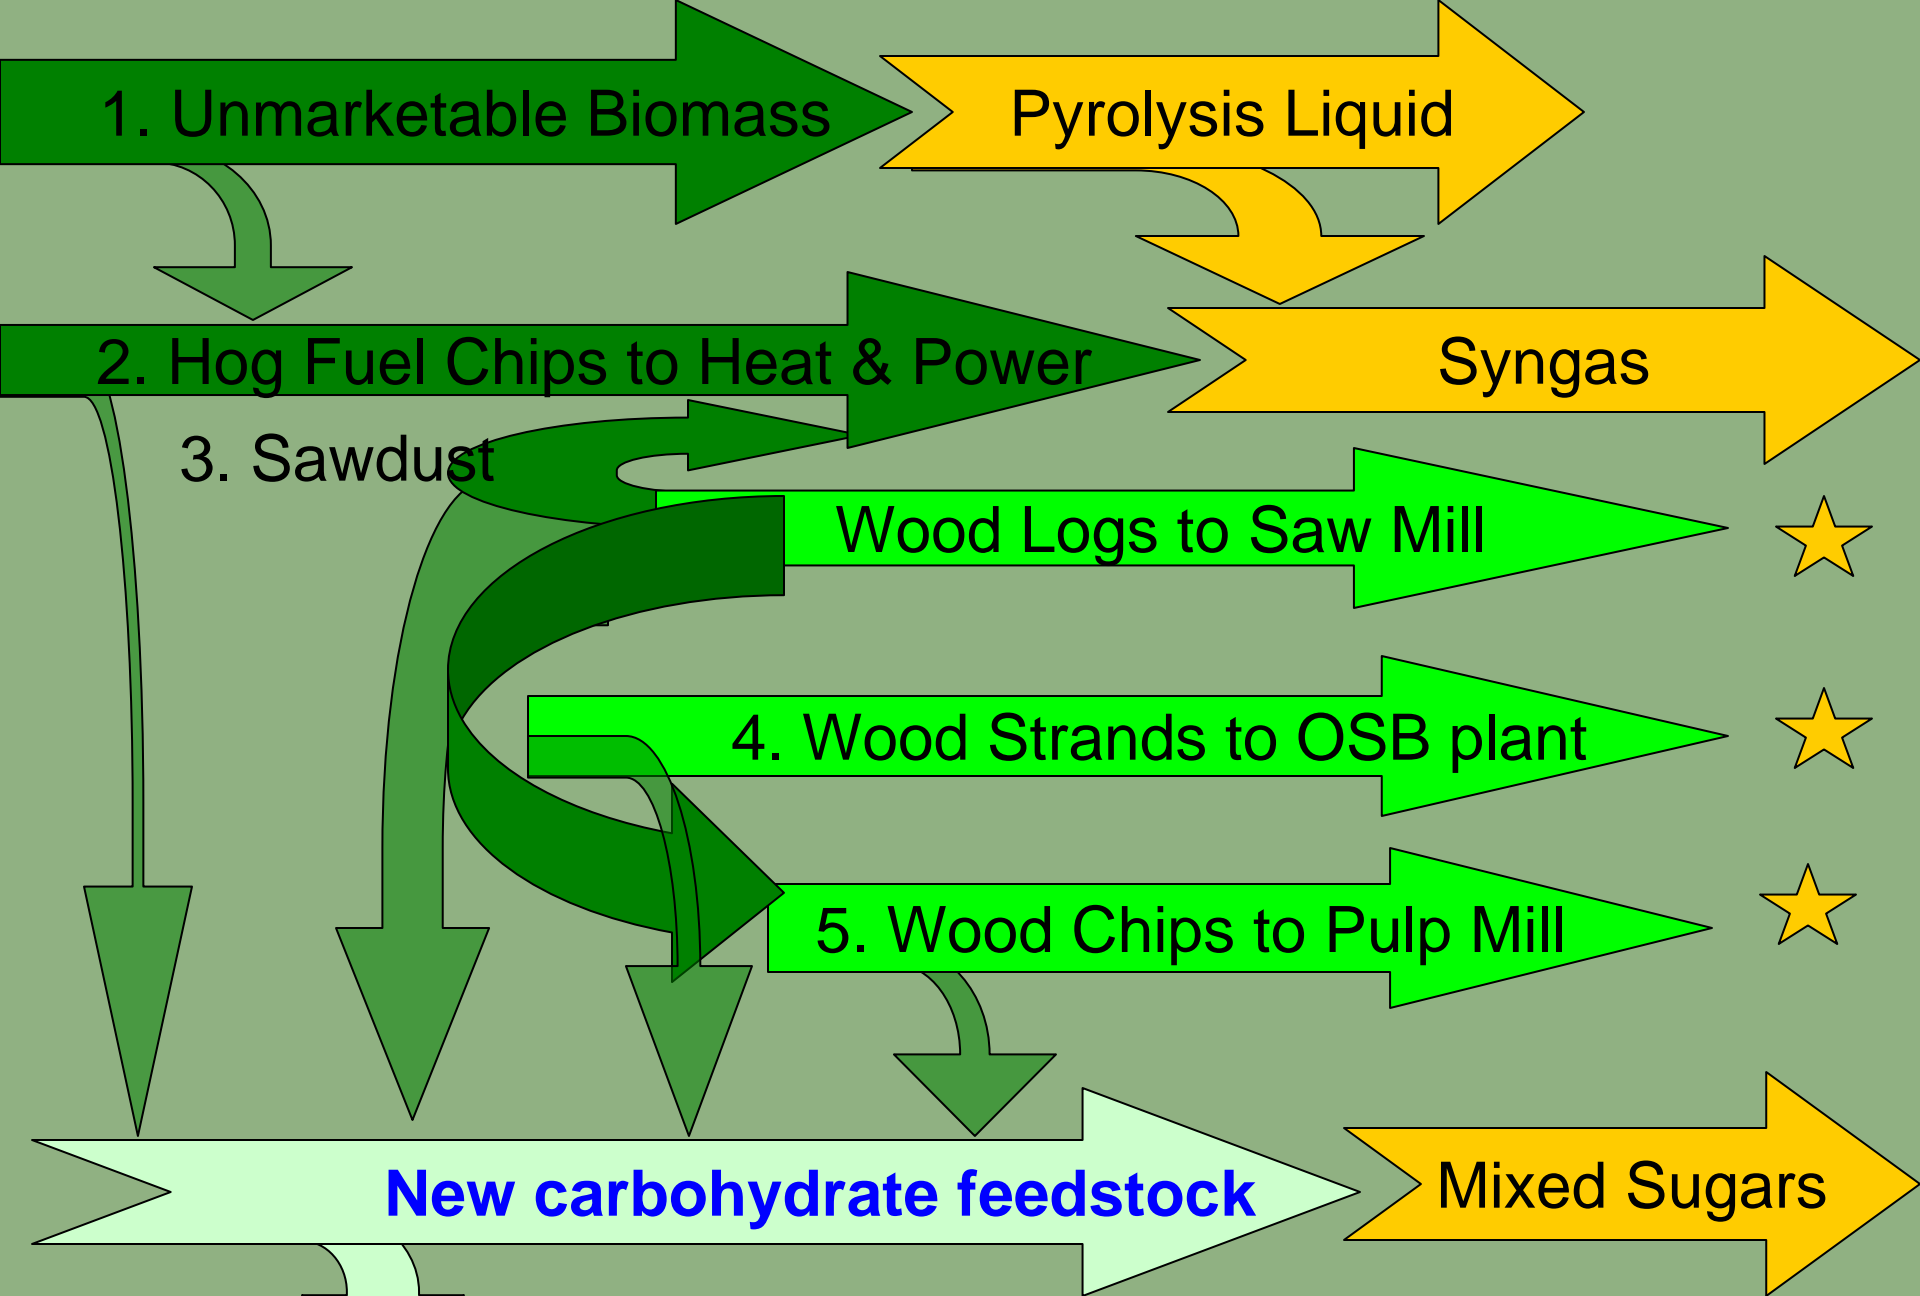 1. Unmarketable Biomass
Pyrolysis Liquid
2. Hog Fuel Chips to Heat & Power
Syngas
3. Sawdust
Wood Logs to Saw Mill
4. Wood Strands to OSB plant
5. Wood Chips to Pulp Mill
New carbohydrate feedstock
Mixed Sugars